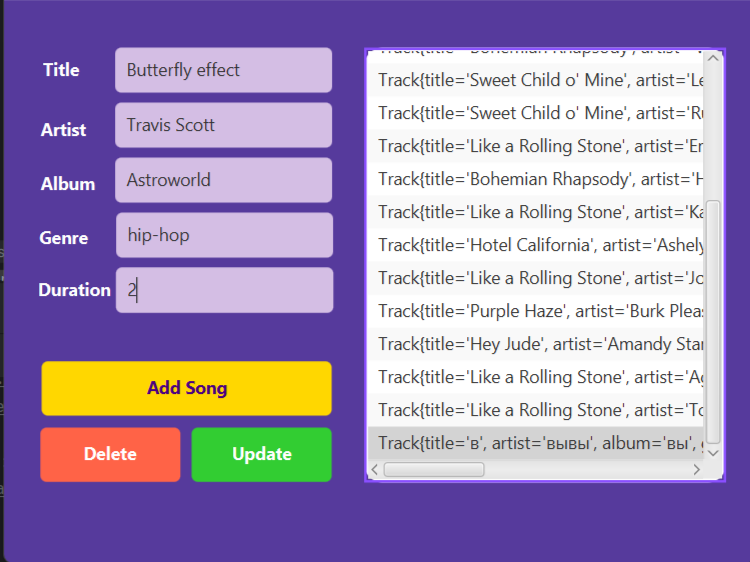 Title
Butterfly effect
Artist
Travis Scott
Album
Astroworld
Genre
hip-hop
Duration
2
Add Song
Delete
Update
Track{title='Bohemian Rhapsody', artist='
Track{title='Sweet Child o' Mine', artist='Le
Track{title='Sweet Child o' Mine', artist='Ru
Track{title='Like a Rolling Stone', artist='Er
Track{title='Bohemian Rhapsody', artist='H
Track{title='Like a Rolling Stone', artist='Ka
Track{title='Hotel California', artist='Ashely
Track{title='Like a Rolling Stone', artist='Jo
Track{title='Purple Haze', artist='Burk Pleas
Track{title='Hey Jude', artist='Amandy Star
Track{title='Like a Rolling Stone', artist='Ag
Track{title='Like a Rolling Stone', artist='To
Track{title='в', artist='вывы', album='вы', g